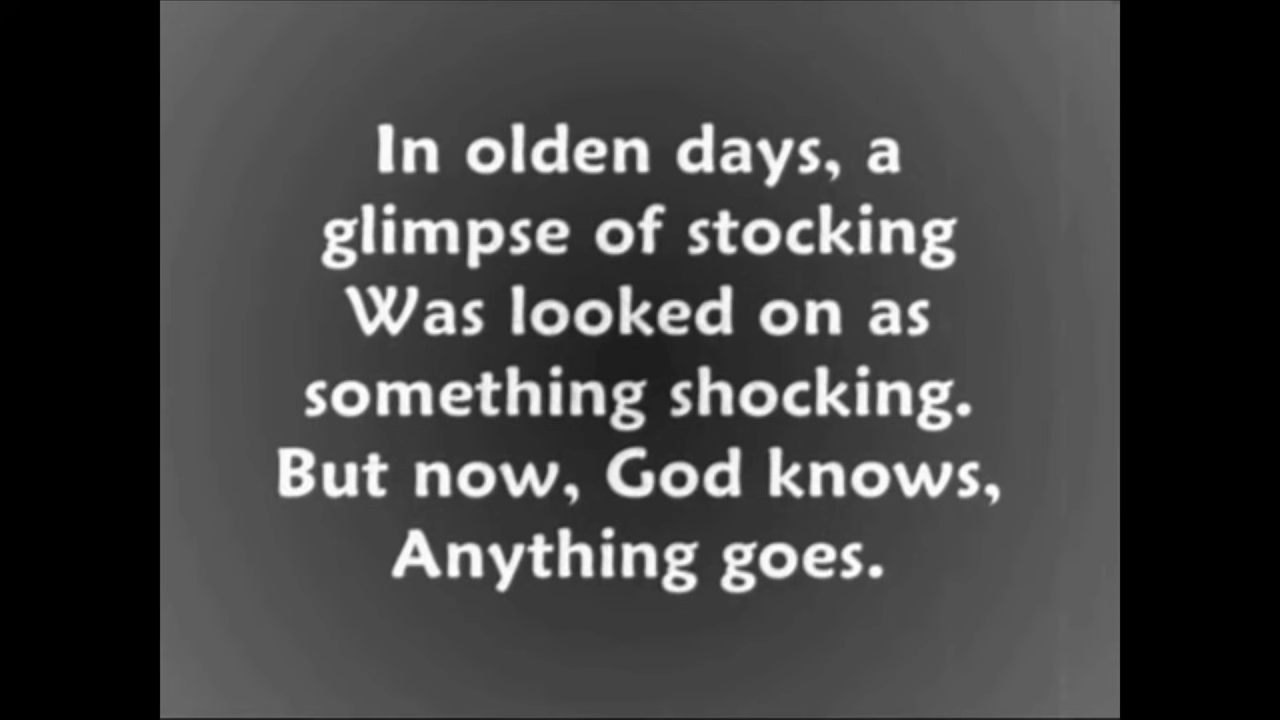 In olden days, a
glimpse of stocking
Was looked on as
something shocking.
But now, God knows,
Anything goes.